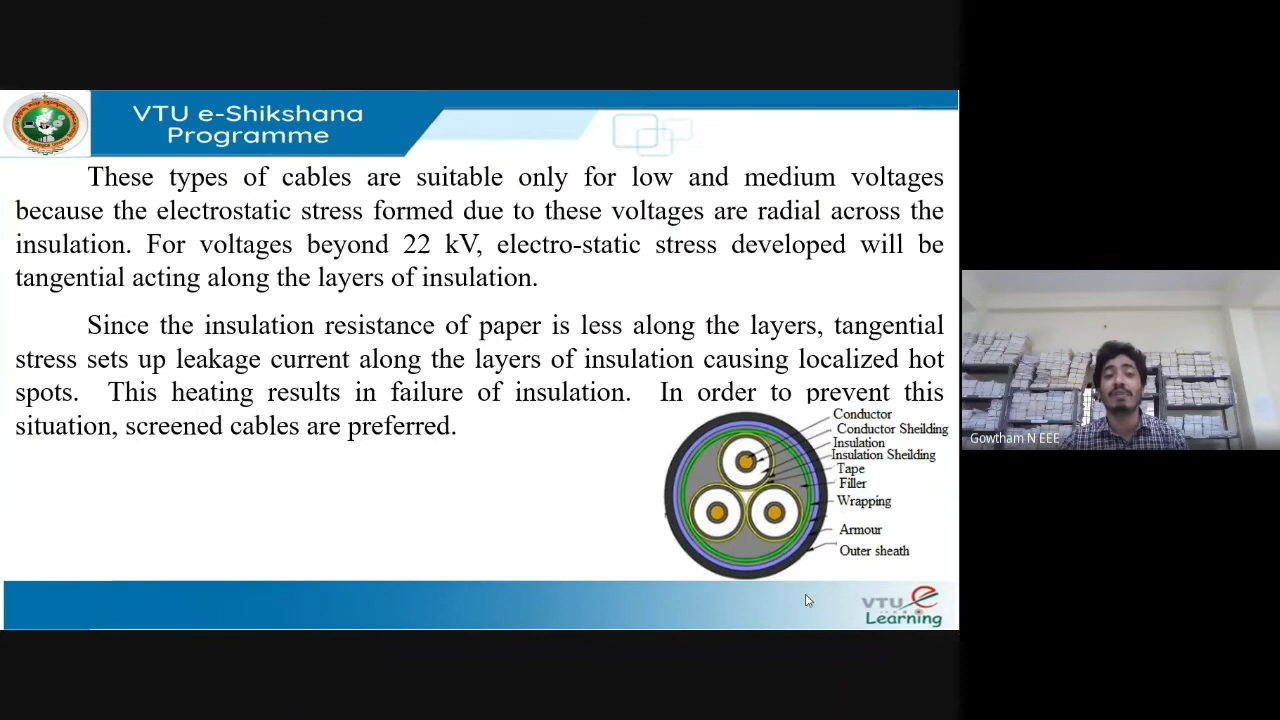 VTU e-Shikshana
Programme
These types of cables are suitable only for low and medium voltages
because the electrostatic stress formed due to these voltages are radial across the
insulation. For voltages beyond 22 kV, electro-static stress developed will be
tangential acting along the layers of insulation.
Since the insulation resistance of paper is less along the layers, tangential
stress sets up leakage current along the layers of insulation causing localized hot
spots. This heating results in failure of insulation. In order to prevent this
situation, screened cables are preferred.
Conductor
Conductor Sheilding
Insulation
Insulation Sheilding
Tape
Filler
Wrapping
Armour
Outer sheath
Gowtham N EEE
VTU e
Learning